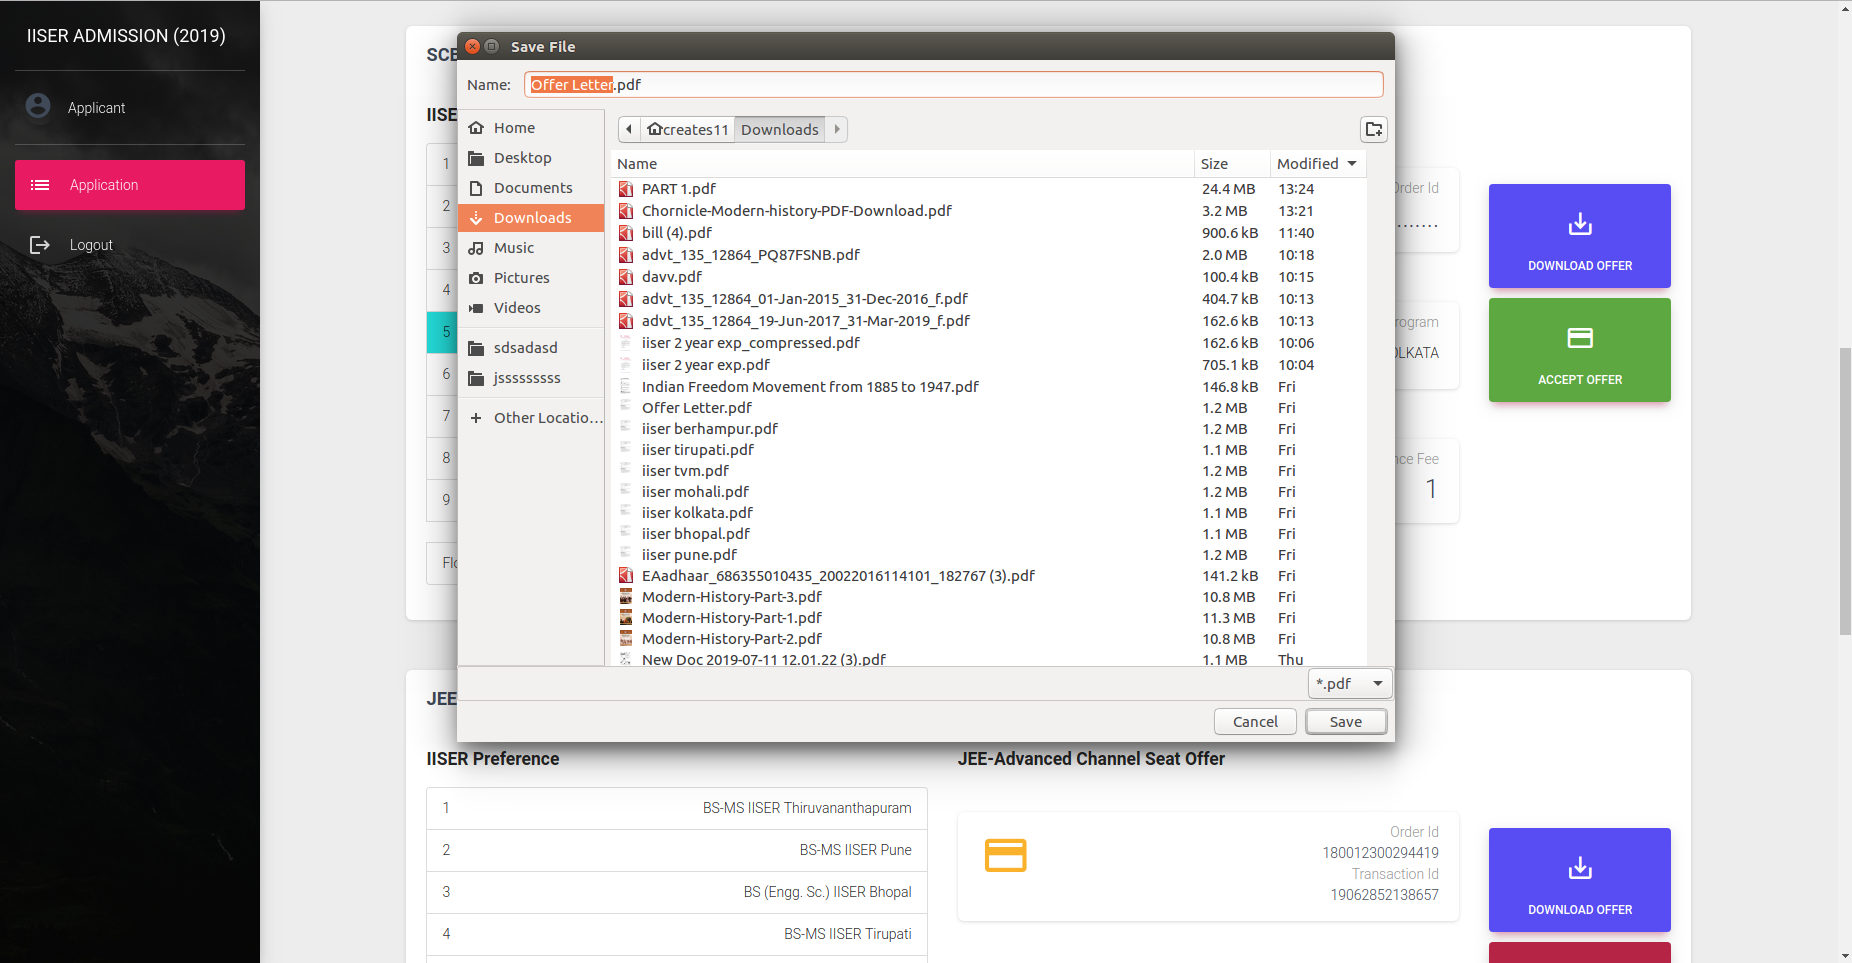 IISER ADMISSION (2019)
Applicant
Application
Logout
SCB
IISE
1
2
3
4
5
6
7
8
9
Flo
Save File
Name: Offer Letter.pdf
Home
Desktop
Documents
Downloads
Music
Pictures
Videos
sdsadasd
jsssssssss
Other Locatio...
creates11 Downloads
Name Size Modified
PART 1.pdf 24.4 MB 13:24
Chornicle-Modern-history-PDF-Download.pdf 3.2 MB 13:21
bill (4).pdf 900.6 kB 11:40
advt_135_12864_PQ87FSNB.pdf 2.0 MB 10:18
davv.pdf 100.4 kB 10:15
advt_135_12864_01-Jan-2015_31-Dec-2016_f.pdf 404.7 kB 10:13
advt_135_12864_19-Jun-2017_31-Mar-2019_f.pdf 162.6 kB 10:13
iiser 2 year exp_compressed.pdf 162.6 kB 10:06
iiser 2 year exp.pdf 705.1 kB 10:04
Indian Freedom Movement from 1885 to 1947.pdf 146.8 kB Fri
Offer Letter.pdf 1.2 MB Fri
iiser berhampur.pdf 1.2 MB Fri
iiser tirupati.pdf 1.1 MB Fri
iiser tvm.pdf 1.2 MB Fri
iiser mohali.pdf 1.2 MB Fri
iiser kolkata.pdf 1.1 MB Fri
iiser bhopal.pdf 1.1 MB Fri
iiser pune.pdf 1.2 MB Fri
EAadhaar_686355010435_20022016114101_182767 (3).pdf 141.2 kB Fri
Modern-History-Part-3.pdf 10.8 MB Fri
Modern-History-Part-1.pdf 11.3 MB Fri
Modern-History-Part-2.pdf 10.8 MB Fri
New Doc 2019-07-11 12.01.22 (3).pdf 1.1 MB Thu
*.pdf
Cancel Save
Order Id
.......
rogram
OLKATA
nce Fee
1
DOWNLOAD OFFER
ACCEPT OFFER
JEE
IISER Preference
1 BS-MS IISER Thiruvananthapuram
2 BS-MS IISER Pune
3 BS (Engg. Sc.) IISER Bhopal
4 BS-MS IISER Tirupati
JEE-Advanced Channel Seat Offer
Order Id
180012300294419
Transaction Id
19062852138657
DOWNLOAD OFFER